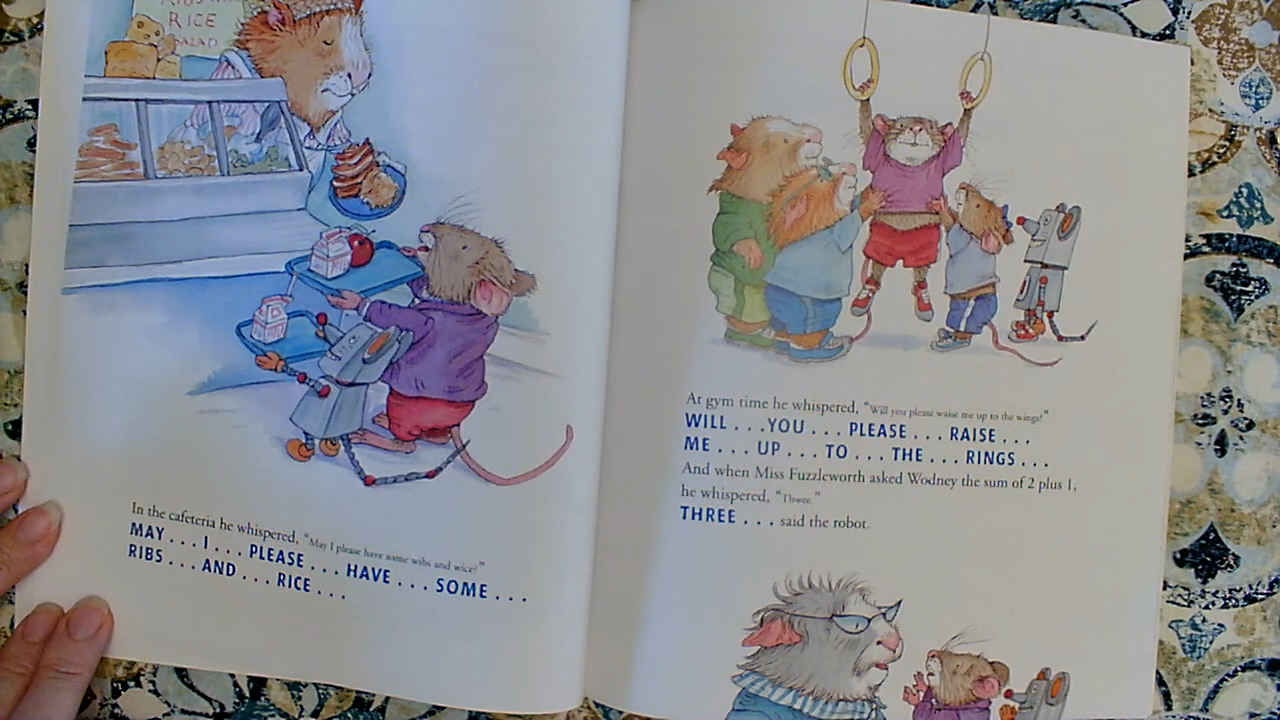 RIBS
RICE
SALAD
In the cafeteria he whispered, “May I please have some wibs and wice?”
MAY . . . I . . . PLEASE . . . HAVE . . . SOME . . .
RIBS . . . AND . . . RICE . . .
At gym time he whispered, “Will you please waise me up to the wings?”
WILL . . . YOU . . . PLEASE . . . RAISE . . .
ME . . . UP . . . TO . . . THE . . . RINGS . . .
And when Miss Fuzzleworth asked Wodney the sum of 2 plus 1,
he whispered, “Thwee.”
THREE . . . said the robot.